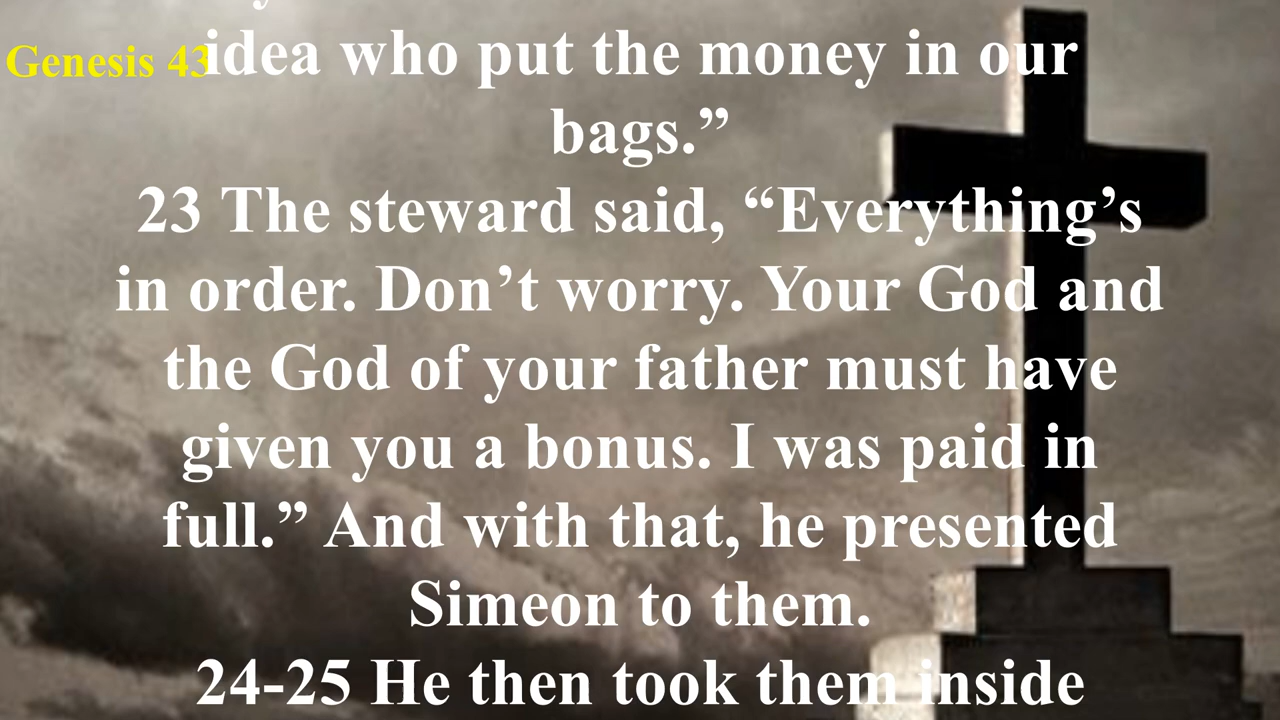 Genesis 43
idea who put the money in our
bags.”
23 The steward said, “Everything’s
in order. Don’t worry. Your God and
the God of your father must have
given you a bonus. I was paid in
full.” And with that, he presented
Simeon to them.
24-25 He then took them inside